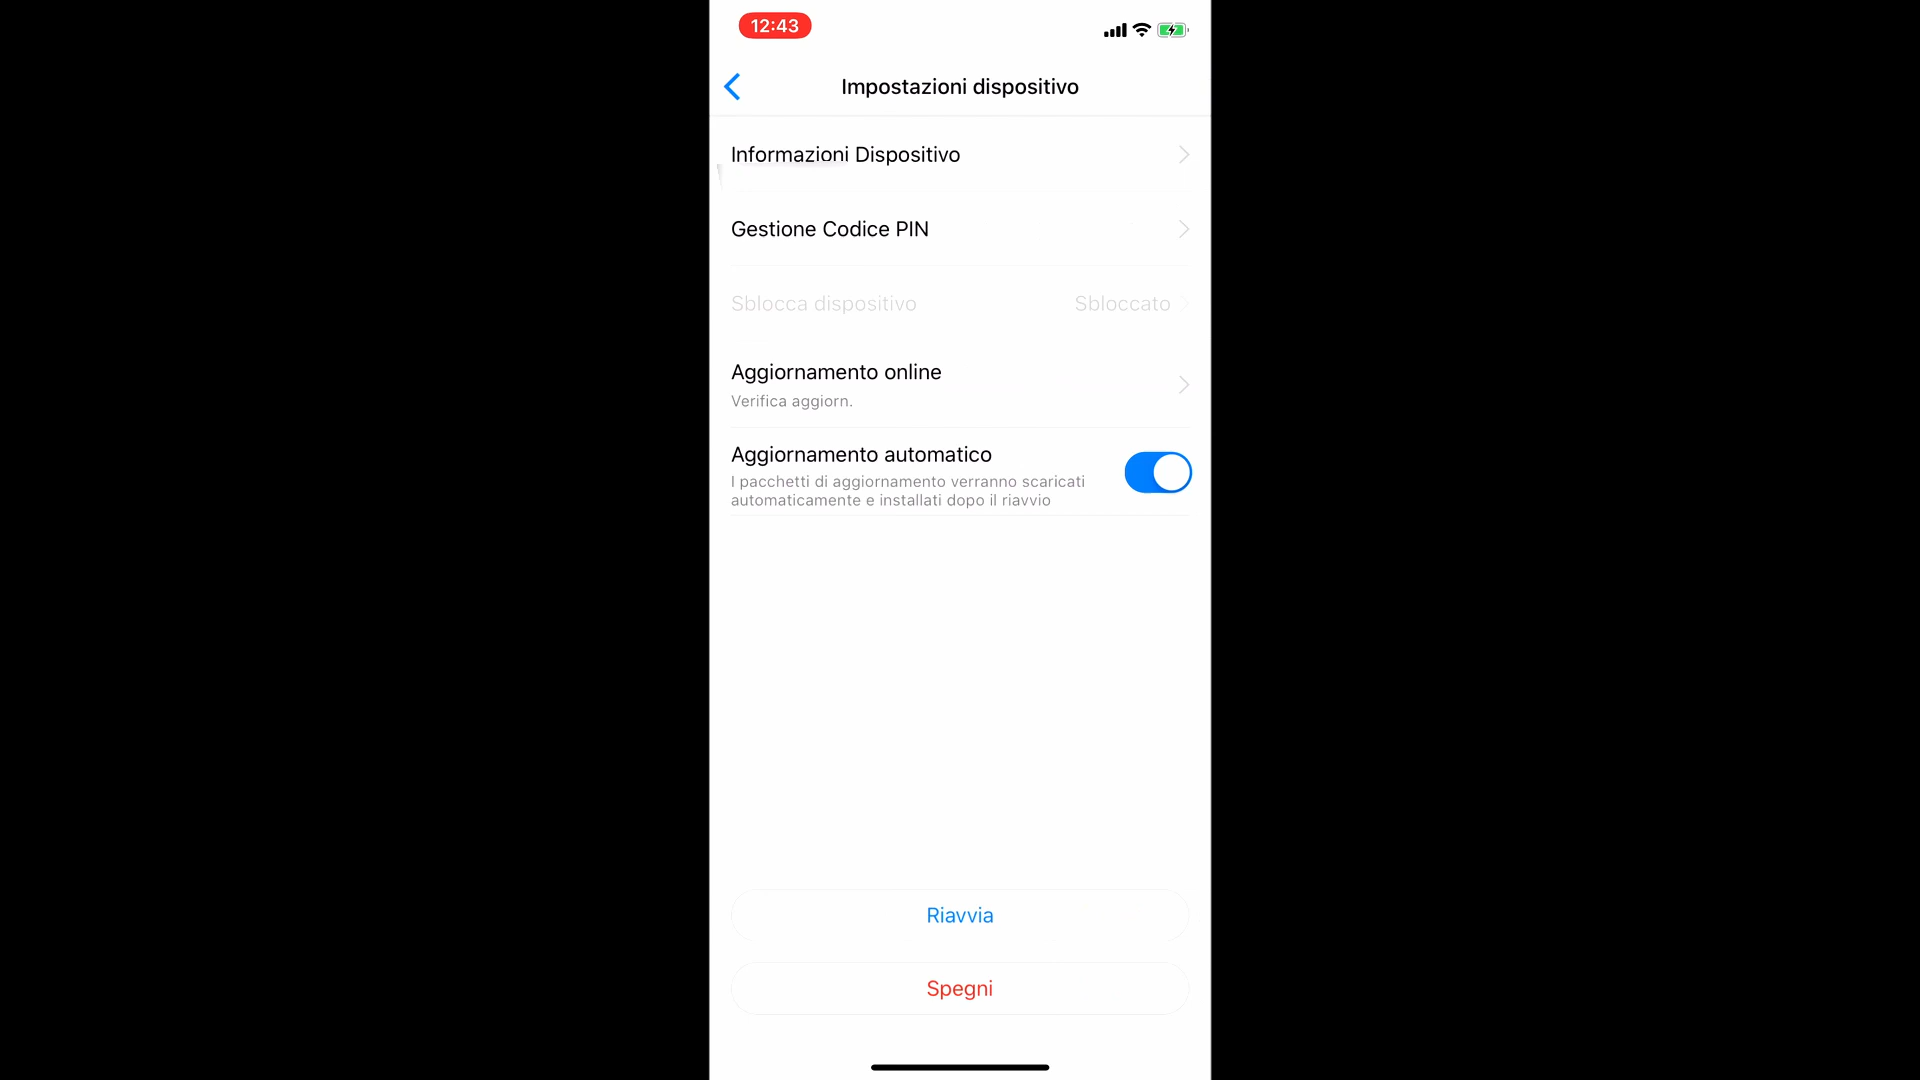 12:43
Impostazioni dispositivo
Informazioni Dispositivo
Gestione Codice PIN
Sblocca dispositivo Sbloccato
Aggiornamento online
Verifica aggiorn.
Aggiornamento automatico
I pacchetti di aggiornamento verranno scaricati
automaticamente e installati dopo il riavvio
Riavvia
Spegni